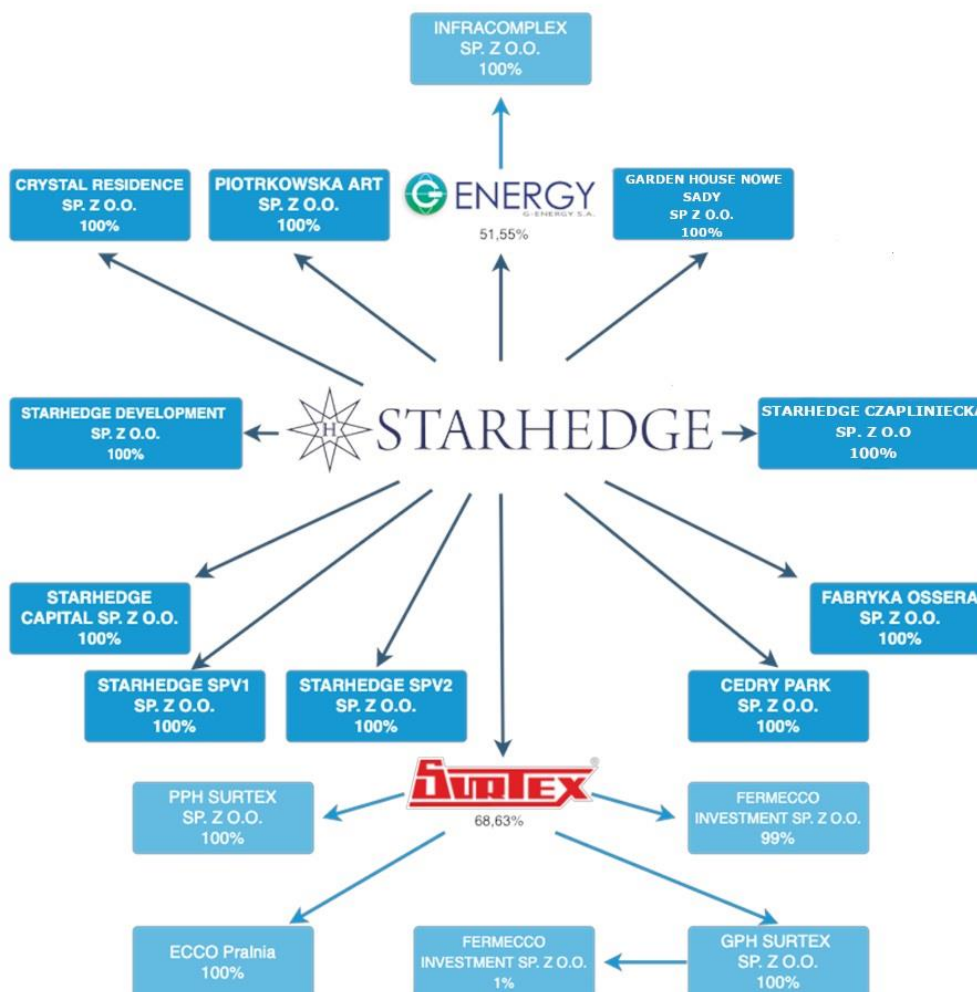 INFRACOMPLEX
SP. Z O.O.
100%
CRYSTAL RESIDENCE
SP. Z O.O.
100%
PIOTRKOWSKA ART
SP. Z O.O.
100%
G ENERGY
G-ENERGY S.A.
51,55%
GARDEN HOUSE NOWE
SADY
SP Z O.O.
100%
STARHEDGE DEVELOPMENT
SP. Z O.O.
100%
H STARHEDGE
STARHEDGE CZAPLINIECKA
SP. Z O.O
100%
STARHEDGE
CAPITAL SP. Z O.O.
100%
FABRYKA OSSERA
SP. Z O.O.
100%
STARHEDGE SPV1
SP. Z O.O.
100%
STARHEDGE SPV2
SP. Z O.O.
100%
CEDRY PARK
SP. Z O.O.
100%
PPH SURTEX
SP. Z O.O.
100%
SURTEX®
68,63%
FERMECCO
INVESTMENT SP. Z O.O.
99%
ECCO Pralnia
100%
FERMECCO
INVESTMENT SP. Z O.O.
1%
GPH SURTEX
SP. Z O.O.
100%